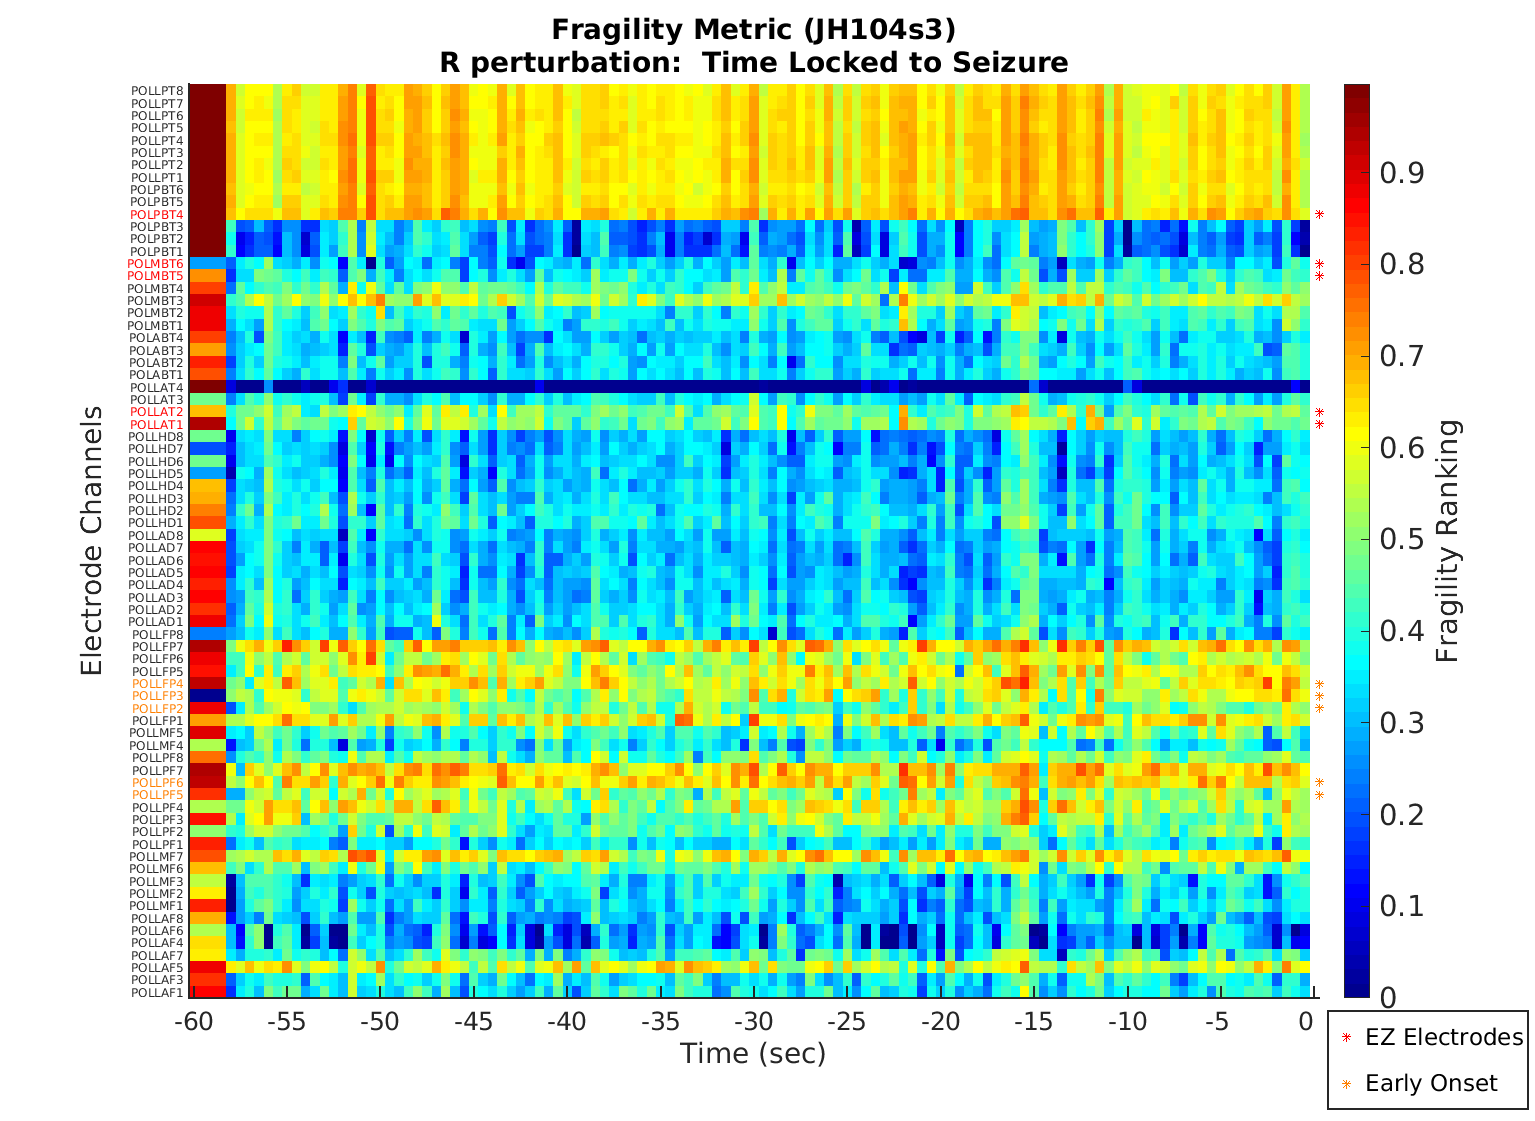 Fragility Metric (JH104s3)
R perturbation:  Time Locked to Seizure
Electrode Channels
POLLPT8
POLLPT7
POLLPT6
POLLPT5
POLLPT4
POLLPT3
POLLPT2
POLLPT1
POLPBT6
POLPBT5
POLPBT4
POLPBT3
POLPBT2
POLPBT1
POLMBT6
POLMBT5
POLMBT4
POLMBT3
POLMBT2
POLMBT1
POLABT4
POLABT3
POLABT2
POLABT1
POLLAT4
POLLAT3
POLLAT2
POLLAT1
POLLHD8
POLLHD7
POLLHD6
POLLHD5
POLLHD4
POLLHD3
POLLHD2
POLLHD1
POLLAD8
POLLAD7
POLLAD6
POLLAD5
POLLAD4
POLLAD3
POLLAD2
POLLAD1
POLLFP8
POLLFP7
POLLFP6
POLLFP5
POLLFP4
POLLFP3
POLLFP2
POLLFP1
POLLMF5
POLLMF4
POLLPF8
POLLPF7
POLLPF6
POLLPF5
POLLPF4
POLLPF3
POLLPF2
POLLPF1
POLLMF7
POLLMF6
POLLMF3
POLLMF2
POLLMF1
POLLAF8
POLLAF6
POLLAF4
POLLAF7
POLLAF5
POLLAF3
POLLAF1
-60 -55 -50 -45 -40 -35 -30 -25 -20 -15 -10 -5 0
Time (sec)
0.9
0.8
0.7
0.6
0.5
0.4
0.3
0.2
0.1
0
Fragility Ranking
EZ Electrodes
Early Onset